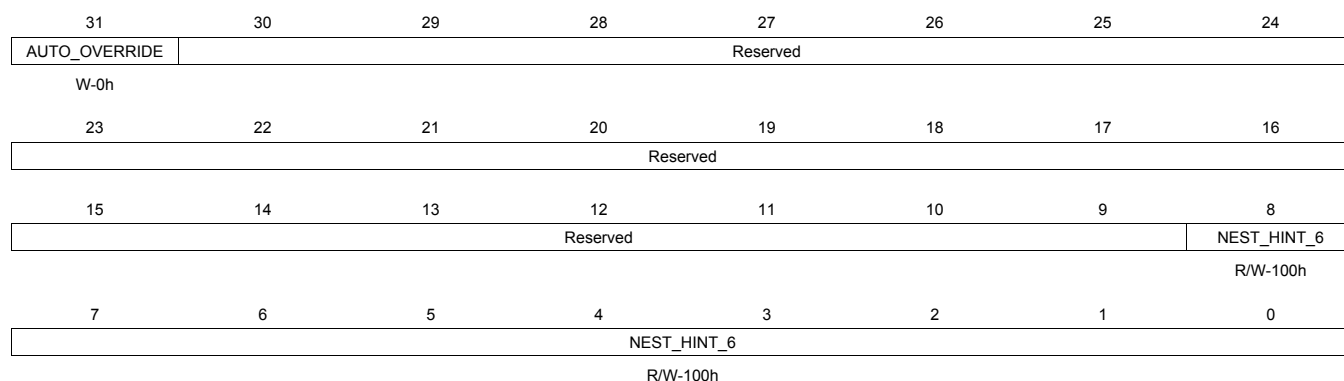 31 30 29 28 27 26 25 24
AUTO_OVERRIDE Reserved
W-0h
23 22 21 20 19 18 17 16
Reserved
15 14 13 12 11 10 9 8
Reserved NEST_HINT_6
R/W-100h
7 6 5 4 3 2 1 0
NEST_HINT_6
R/W-100h